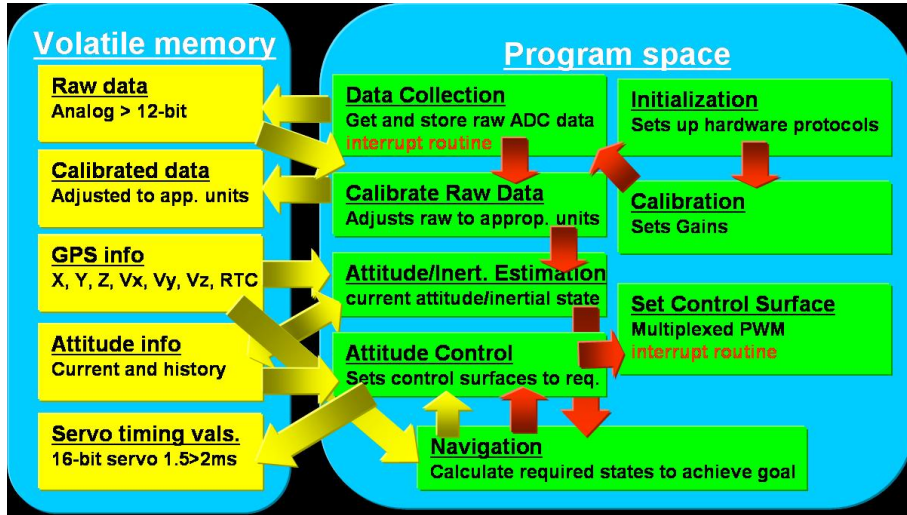 Volatile memory
Raw data
Analog > 12-bit
Calibrated data
Adjusted to app. units
GPS info
X, Y, Z, Vx, Vy, Vz, RTC
Attitude info
Current and history
Servo timing vals.
16-bit servo 1.5>2ms
Program space
Data Collection
Get and store raw ADC data
interrupt routine
Calibrate Raw Data
Adjusts raw to approp. units
Attitude/Inert. Estimation
current attitude/inertial state
Attitude Control
Sets control surfaces to req.
Navigation
Calculate required states to achieve goal
Initialization
Sets up hardware protocols
Calibration
Sets Gains
Set Control Surface
Multiplexed PWM
interrupt routine